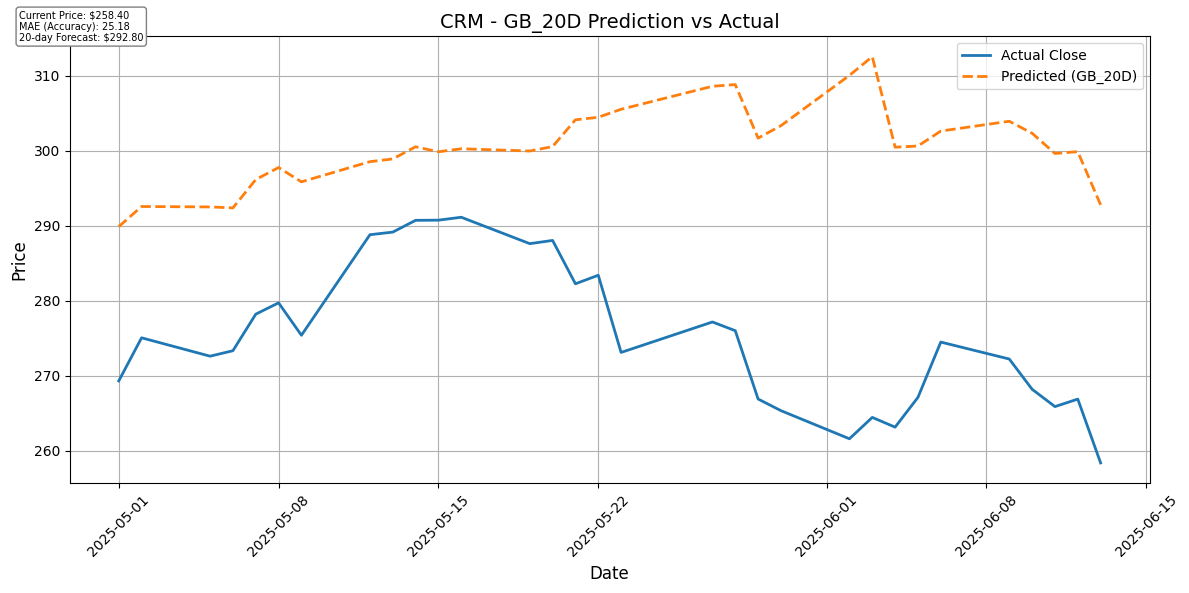 CRM - GB_20D Prediction vs Actual
Current Price: $258.40
MAE (Accuracy): 25.18
20-day Forecast: $292.80
Actual Close
Predicted (GB_20D)
Price
310
300
290
280
270
260
2025-05-01
2025-05-08
2025-05-15
2025-05-22
2025-06-01
2025-06-08
2025-06-15
Date